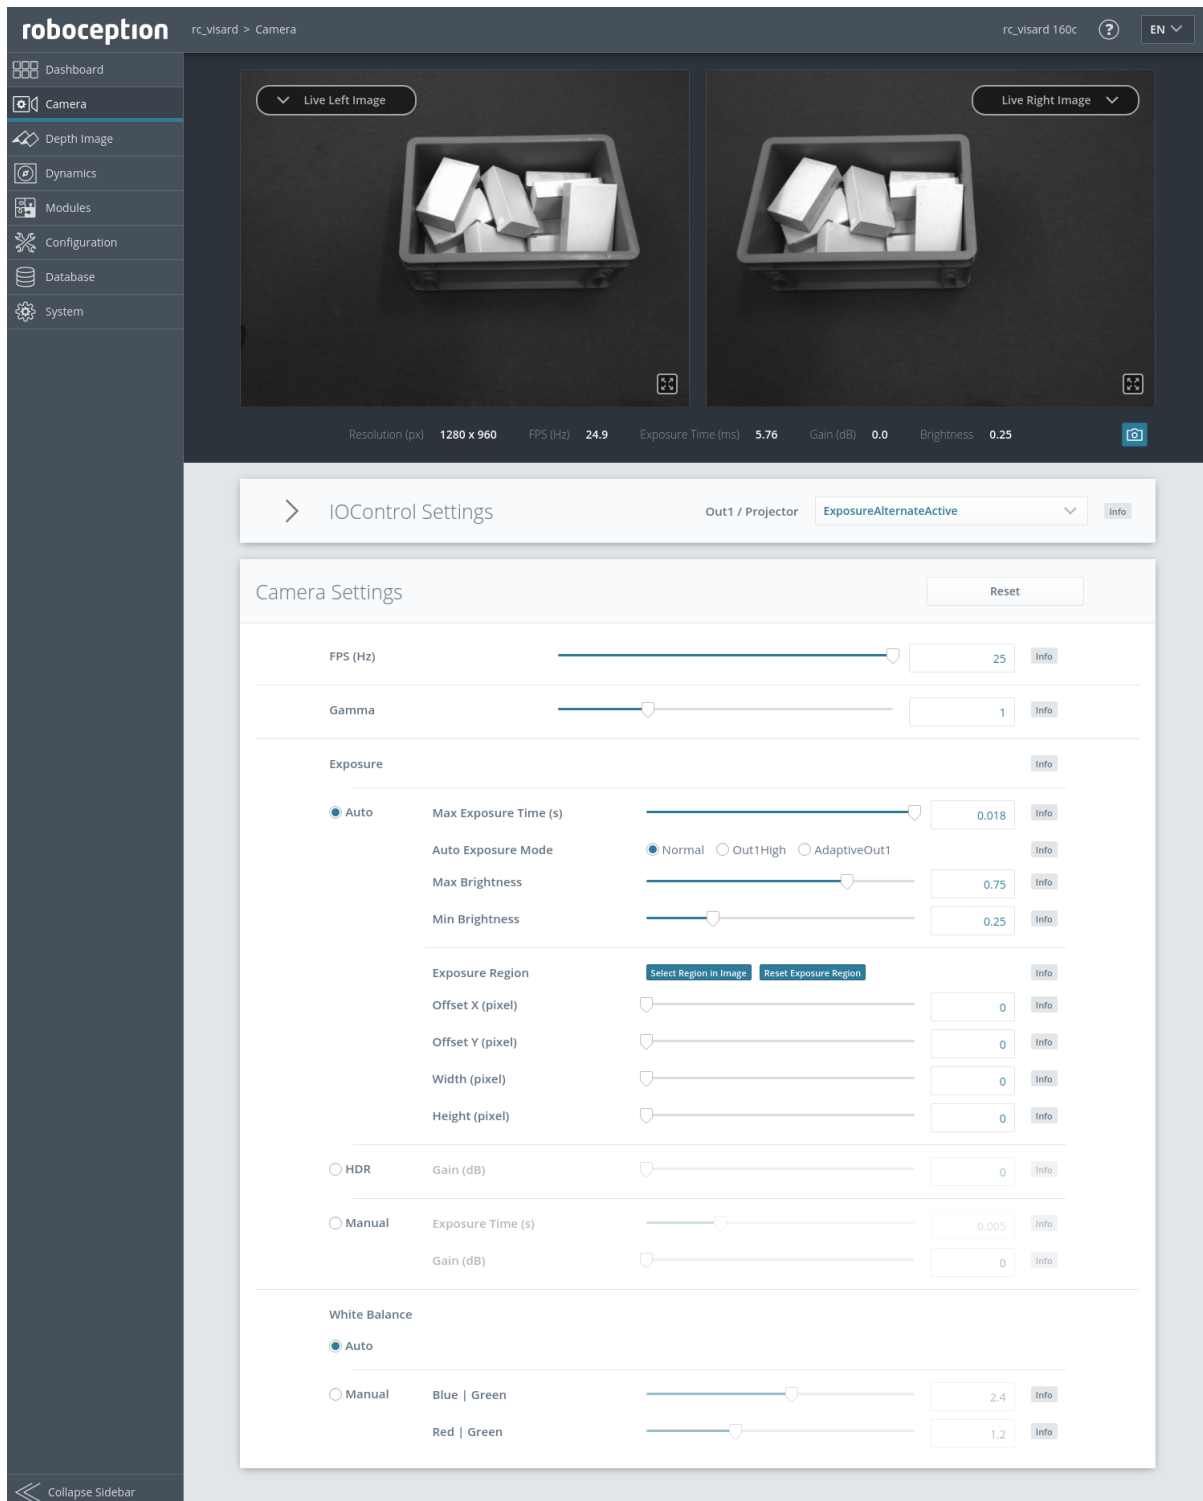 roboception rc_visard > Camera rc_visard 160c ? EN
Dashboard
Camera
Depth Image
Dynamics
Modules
Configuration
Database
System
Live Left Image Live Right Image
Resolution (px) 1280 x 960 FPS (Hz) 24.9 Exposure Time (ms) 5.76 Gain (dB) 0.0 Brightness 0.25
IOControl Settings Out1 / Projector ExposureAlternateActive Info
Camera Settings Reset
FPS (Hz) 25 Info
Gamma 1 Info
Exposure Info
Auto Max Exposure Time (s) 0.018 Info
Auto Exposure Mode Normal Out1High AdaptiveOut1 Info
Max Brightness 0.75 Info
Min Brightness 0.25 Info
Exposure Region Select Region in Image Reset Exposure Region Info
Offset X (pixel) 0 Info
Offset Y (pixel) 0 Info
Width (pixel) 0 Info
Height (pixel) 0 Info
HDR Gain (dB) 0 Info
Manual Exposure Time (s) 0.005 Info
Gain (dB) 0 Info
White Balance
Auto
Manual Blue | Green 2.4 Info
Red | Green 1.2 Info
Collapse Sidebar